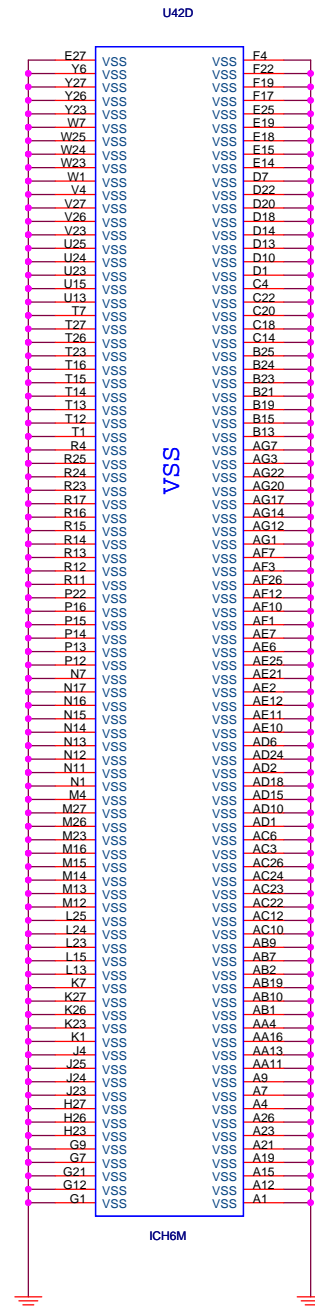 U42D
E27 VSS VSS F4
Y6 VSS VSS F22
Y27 VSS VSS F19
Y26 VSS VSS F17
Y23 VSS VSS E25
W7 VSS VSS E19
W25 VSS VSS E18
W24 VSS VSS E15
W23 VSS VSS E14
W1 VSS VSS D7
V4 VSS VSS D22
V27 VSS VSS D20
V26 VSS VSS D18
V23 VSS VSS D14
U25 VSS VSS D13
U24 VSS VSS D10
U23 VSS VSS D1
U15 VSS VSS C4
U13 VSS VSS C22
T7 VSS VSS C20
T27 VSS VSS C18
T26 VSS VSS C14
T23 VSS VSS B25
T16 VSS VSS B24
T15 VSS VSS B23
T14 VSS VSS B21
T13 VSS VSS B19
T12 VSS VSS B15
T1 VSS VSS B13
R4 VSS VSS AG7
R25 VSS VSS AG3
VSS
R24 VSS VSS AG22
R23 VSS VSS AG20
R17 VSS VSS AG17
R16 VSS VSS AG14
R15 VSS VSS AG12
R14 VSS VSS AG1
R13 VSS VSS AF7
R12 VSS VSS AF3
R11 VSS VSS AF26
P22 VSS VSS AF12
P16 VSS VSS AF10
P15 VSS VSS AF1
P14 VSS VSS AE7
P13 VSS VSS AE6
P12 VSS VSS AE25
N7 VSS VSS AE21
N17 VSS VSS AE2
N16 VSS VSS AE12
N15 VSS VSS AE11
N14 VSS VSS AE10
N13 VSS VSS AD6
N12 VSS VSS AD24
N11 VSS VSS AD2
N1 VSS VSS AD18
M4 VSS VSS AD15
M27 VSS VSS AD10
M26 VSS VSS AD1
M23 VSS VSS AC6
M16 VSS VSS AC3
M15 VSS VSS AC26
M14 VSS VSS AC24
M13 VSS VSS AC23
M12 VSS VSS AC22
L25 VSS VSS AC12
L24 VSS VSS AC10
L23 VSS VSS AB9
L15 VSS VSS AB7
L13 VSS VSS AB2
K7 VSS VSS AB19
K27 VSS VSS AB10
K26 VSS VSS AB1
K23 VSS VSS AA4
K1 VSS VSS AA16
J4 VSS VSS AA13
J25 VSS VSS AA11
J24 VSS VSS A9
J23 VSS VSS A7
H27 VSS VSS A4
H26 VSS VSS A26
H23 VSS VSS A23
G9 VSS VSS A21
G7 VSS VSS A19
G21 VSS VSS A15
G12 VSS VSS A12
G1 VSS VSS A1
ICH6M